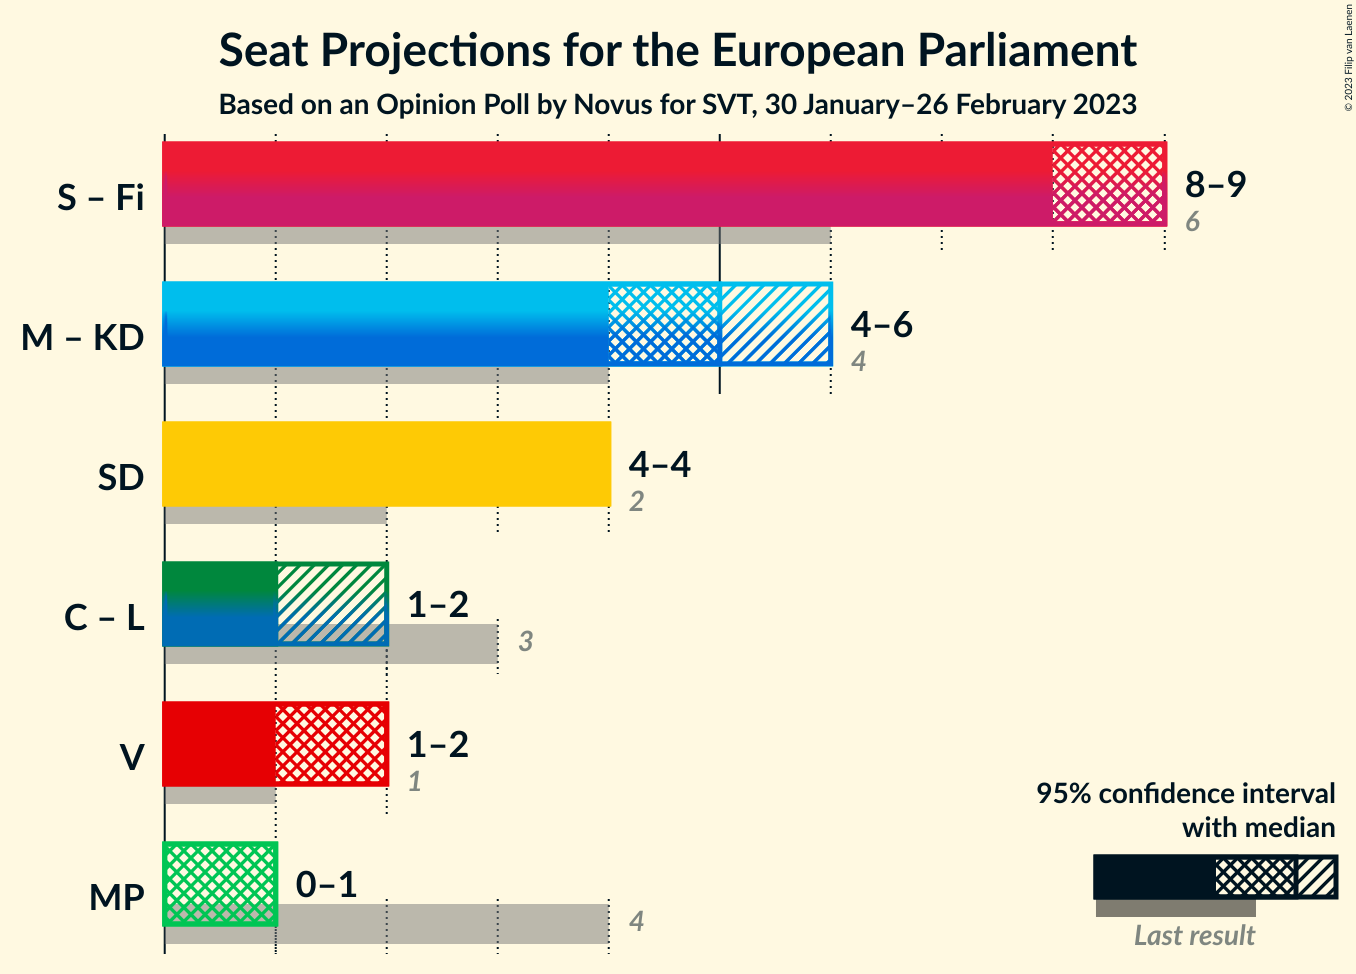 Seat Projections for the European Parliament
Based on an Opinion Poll by Novus for SVT, 30 January–26 February 2023
© 2023 Filip van Laenen
S – Fi
8–9
6
M – KD
4–6
4
SD
4–4
2
C – L
1–2
3
V
1–2
1
MP
0–1
4
95% confidence interval
with median
Last result